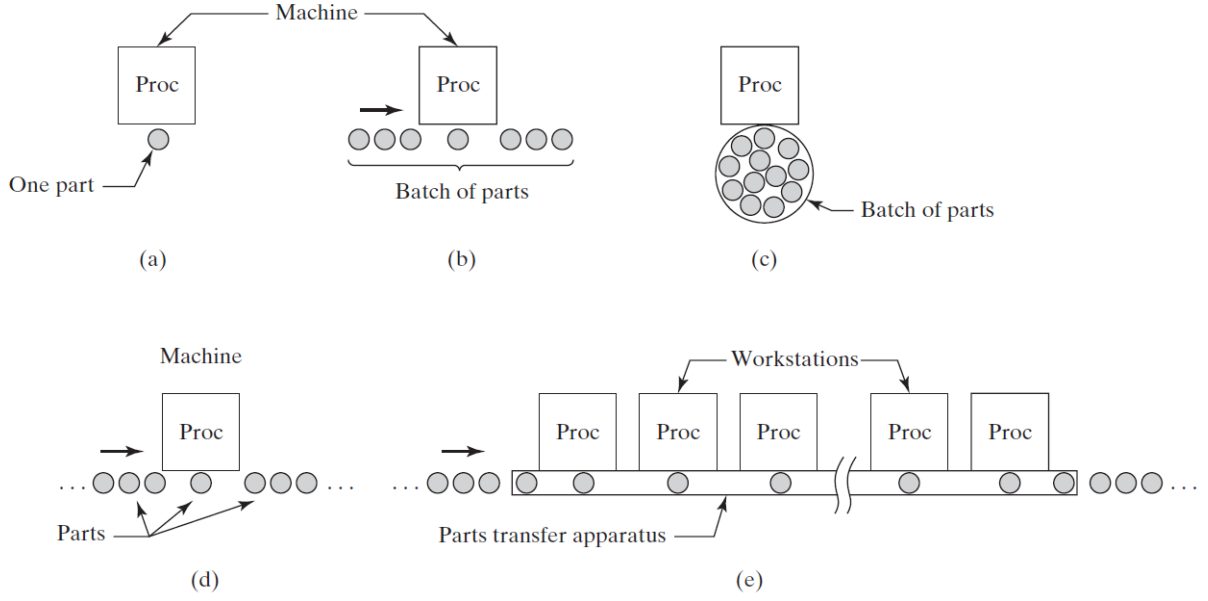 Machine
Proc
Proc
Proc
One part
Batch of parts
Batch of parts
(a)
(b)
(c)
Machine
Workstations
Proc
Proc
Proc
Proc
Proc
Proc
... ... ... ...
Parts
Parts transfer apparatus
(d)
(e)